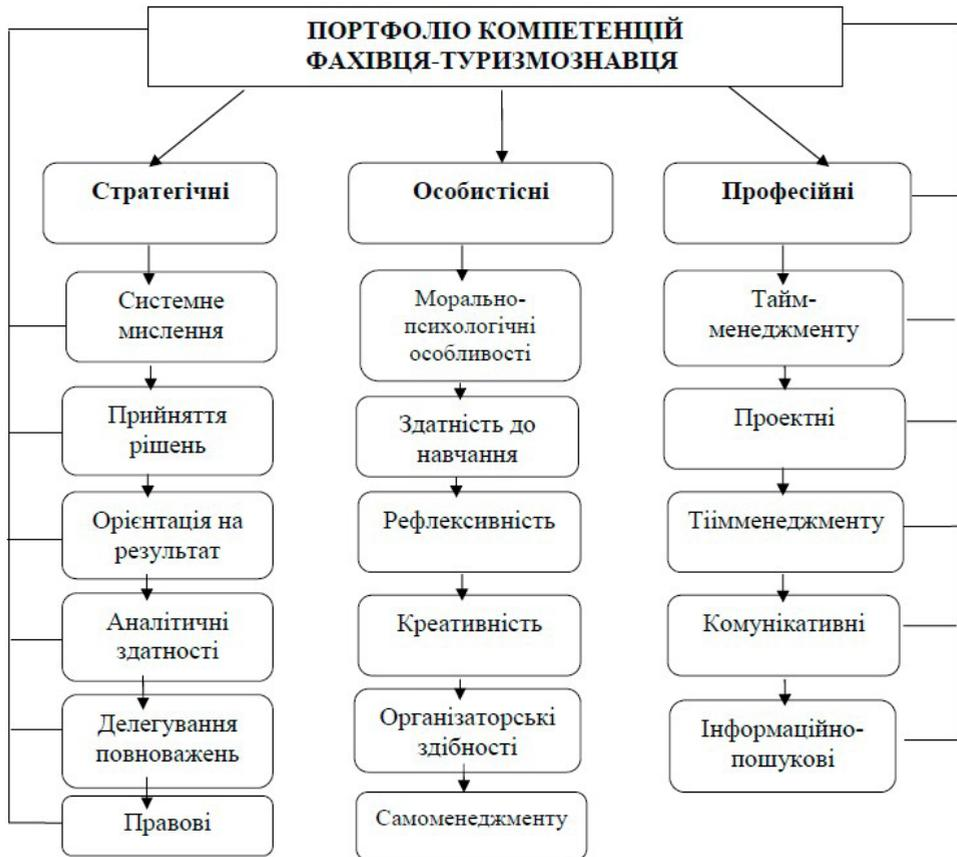 ПОРТФОЛІО КОМПЕТЕНЦІЙ
ФАХІВЦЯ-ТУРИЗМОЗНАВЦЯ
Стратегічні
Системне
мислення
Прийняття
рішень
Орієнтація на
результат
Аналітичні
здатності
Делегування
повноважень
Правові
Особистісні
Морально-
психологічні
особливості
Здатність до
навчання
Рефлексивність
Креативність
Організаторські
здібності
Самоменеджменту
Професійні
Тайм-
менеджменту
Проектні
Тіімменеджменту
Комунікативні
Інформаційно-
пошукові